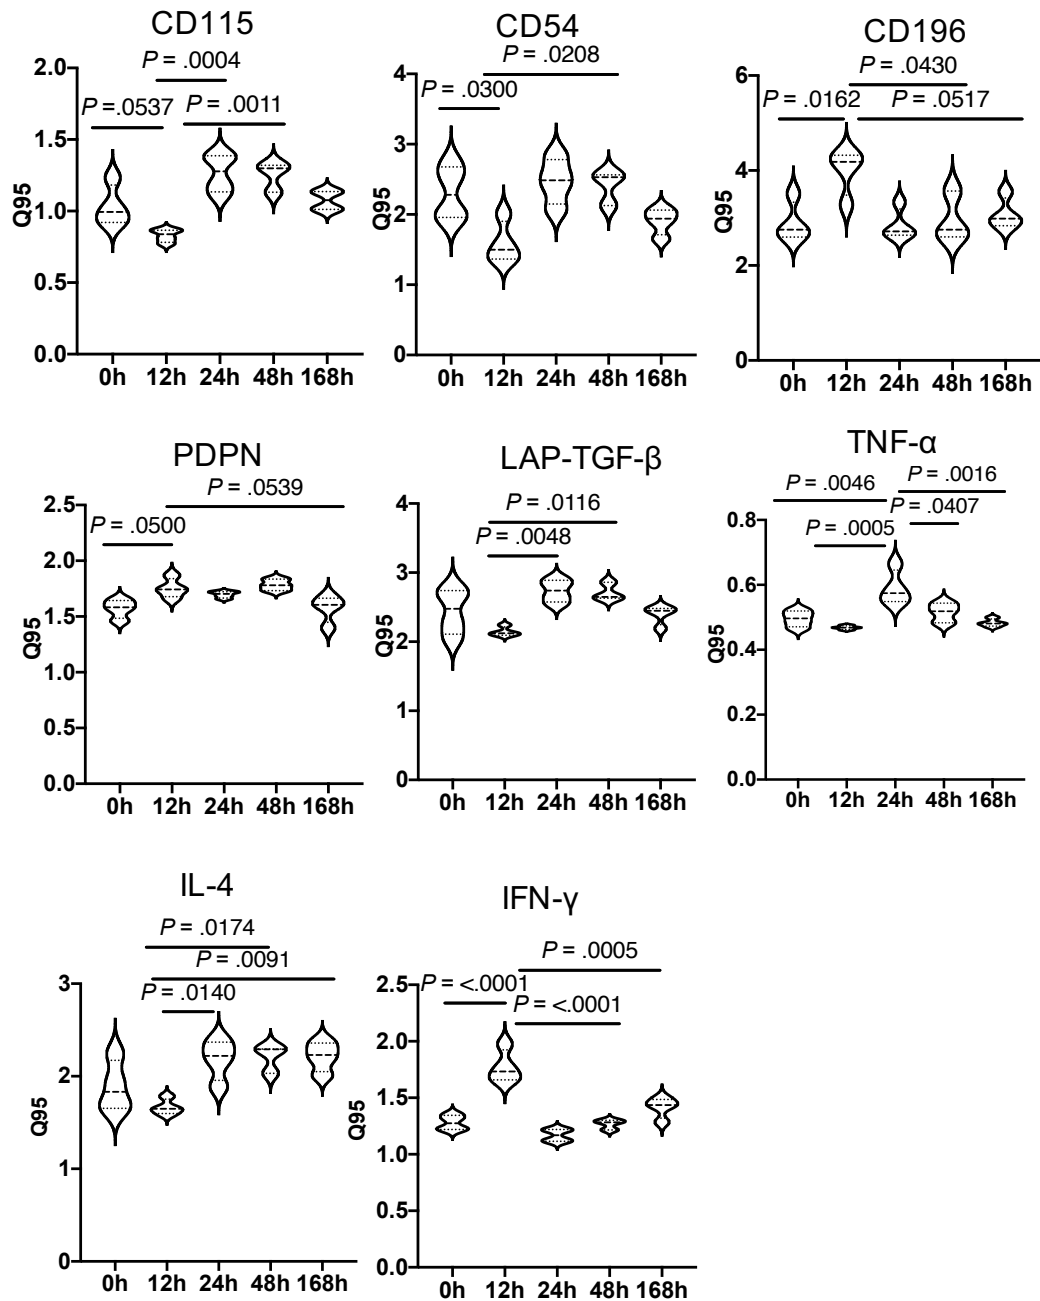 CD115
P = .0004
P = .0537
P = .0011
2.0
1.5
1.0
0.5
0.0
Q95
0h 12h 24h 48h 168h
CD54
P = .0208
P = .0300
4
3
2
1
0
0h 12h 24h 48h 168h
CD196
P = .0430
P = .0162
P = .0517
6
4
2
0
Q95
0h 12h 24h 48h 168h
PDPN
P = .0539
P = .0500
2.5
2.0
1.5
1.0
0.5
0.0
Q95
0h 12h 24h 48h 168h
LAP-TGF-β
P = .0116
P = .0048
4
3
2
1
0
Q95
0h 12h 24h 48h 168h
TNF-α
P = .0046
P = .0016
P = .0407
P = .0005
0.8
0.6
0.4
0.2
0.0
Q95
0h 12h 24h 48h 168h
IL-4
P = .0174
P = .0091
P = .0140
3
2
1
0
Q95
0h 12h 24h 48h 168h
IFN-γ
P = .0005
P = <.0001
P = <.0001
2.5
2.0
1.5
1.0
0.5
0.0
Q95
0h 12h 24h 48h 168h